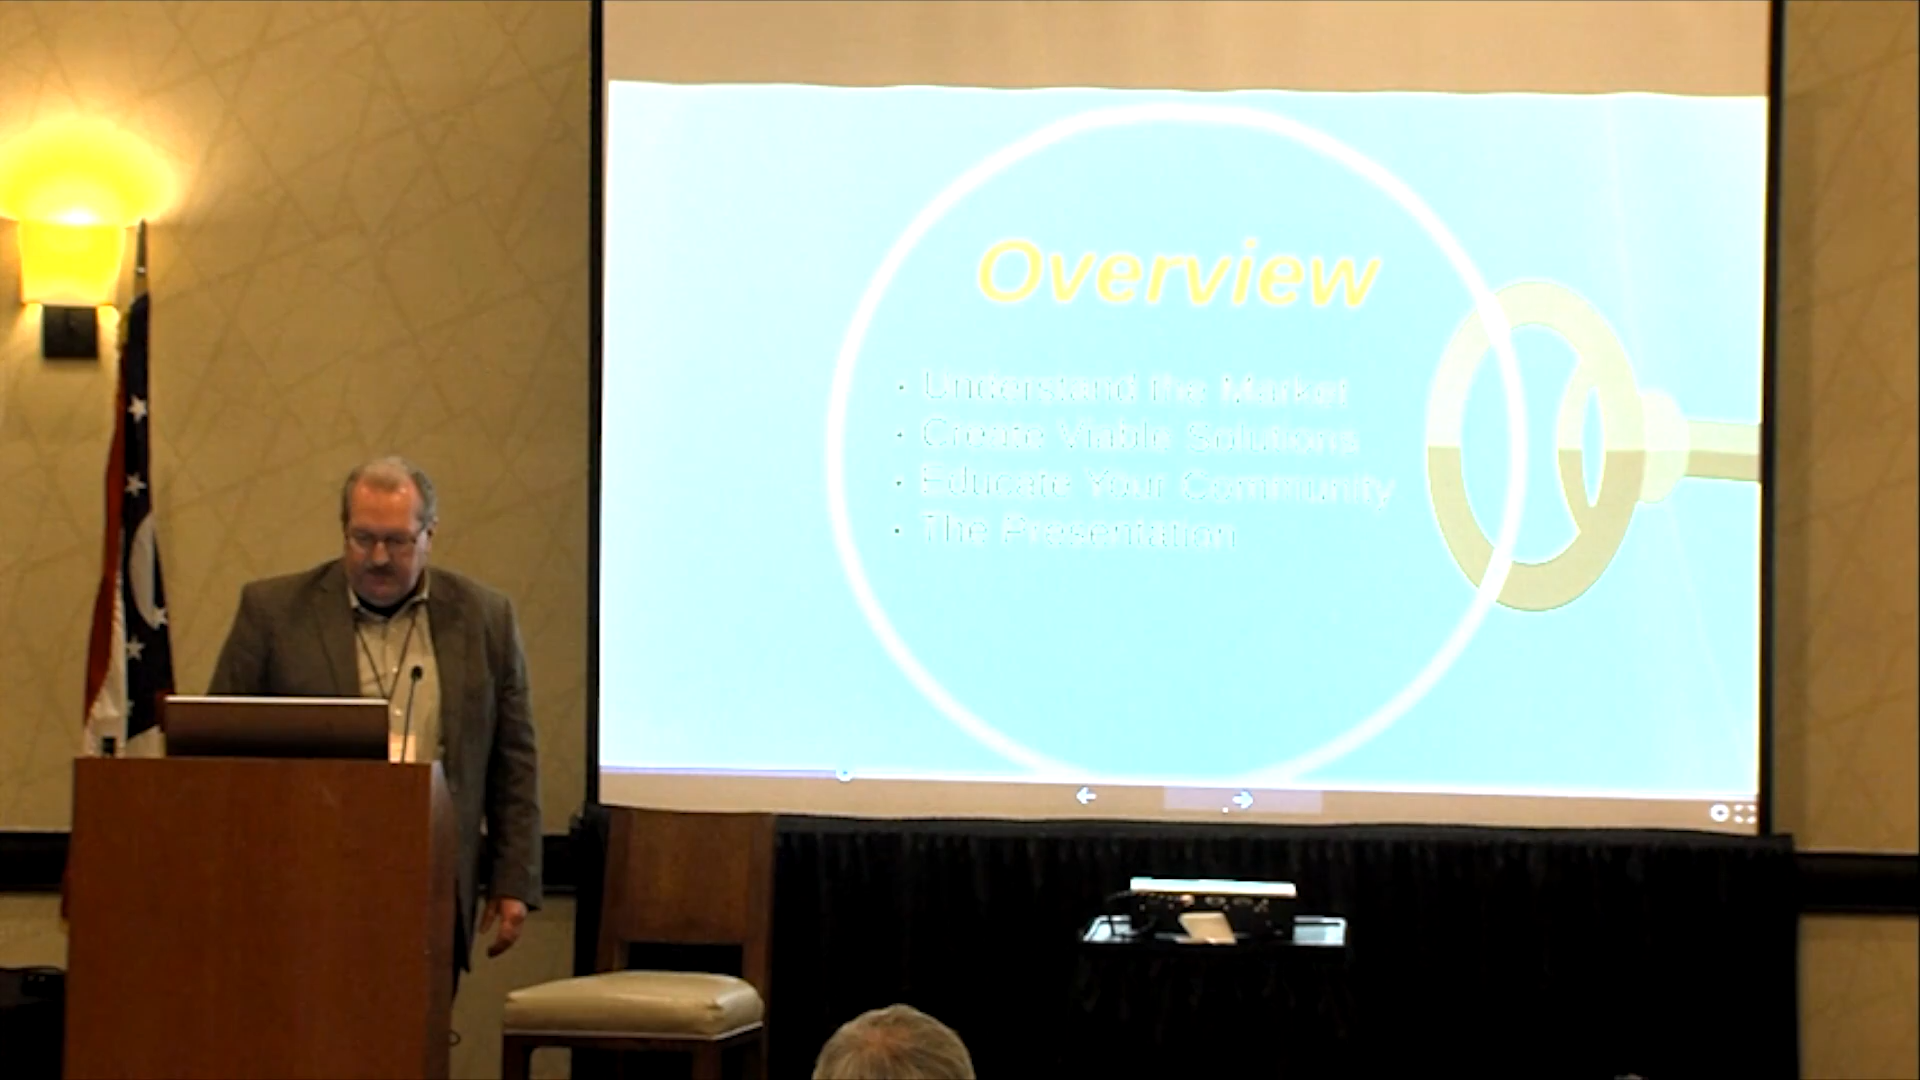 Overview
• Understand the Market
• Create Viable Solutions
• Educate Your Community
• The Presentation